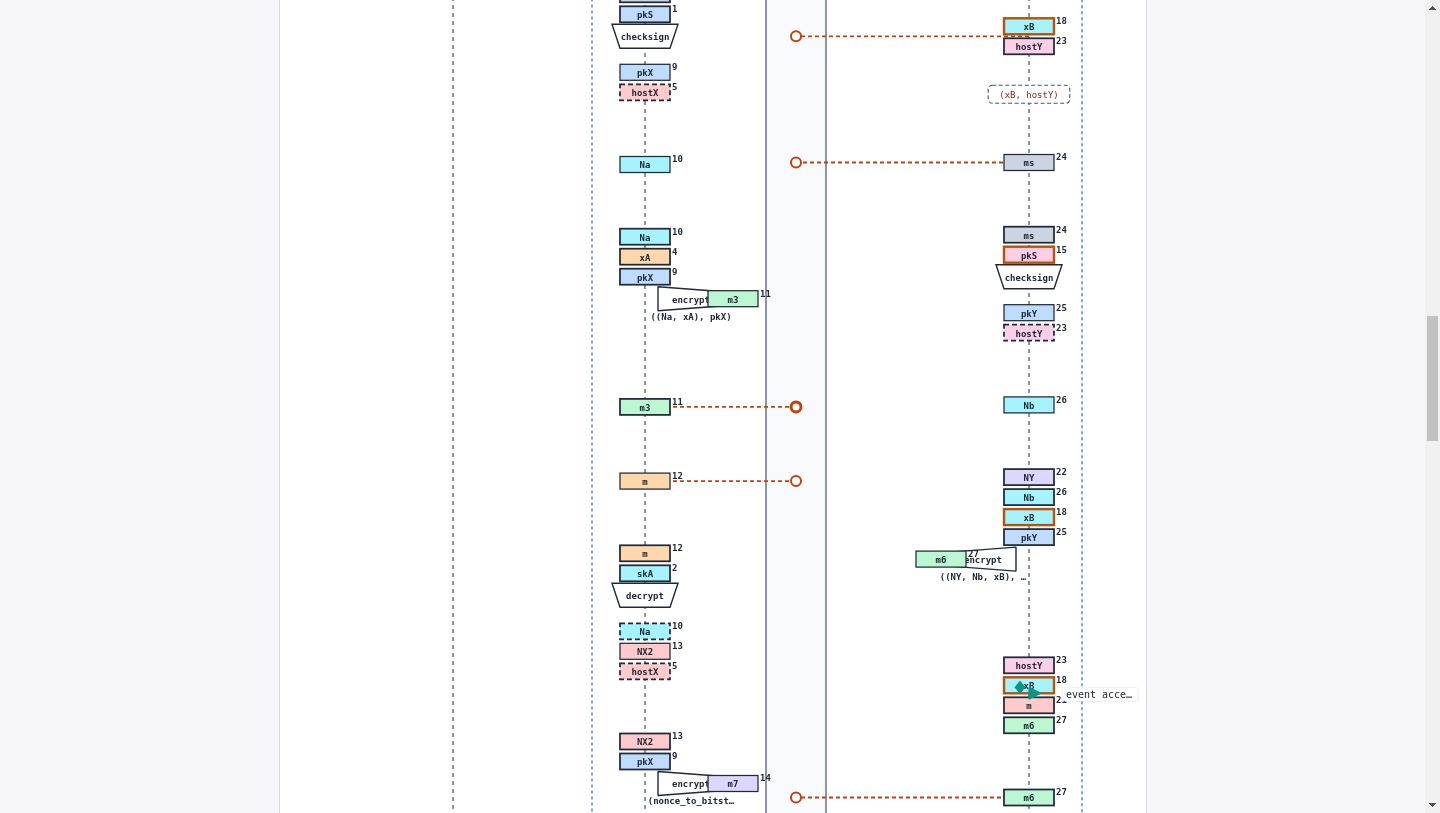 pkS 1
checksign
pkX 9
hostX 5
Na 10
Na 10
xA 4
pkX 9
encrypt m3 11
((Na, xA), pkX)
m3 11
m 12
m 12
skA 2
decrypt
Na 10
NX2 13
hostX 5
NX2 13
pkX 9
encrypt m7 14
(nonce_to_bitst…
xB 18
hostY 23
(xB, hostY)
ms 24
ms 24
pkS 15
checksign
pkY 25
hostY 23
Nb 26
NY 22
Nb 26
xB 18
pkY 25
m6 27 encrypt
((NY, Nb, xB), …
hostY 23
xB 18
event acce…
m
m6 27
m6 27